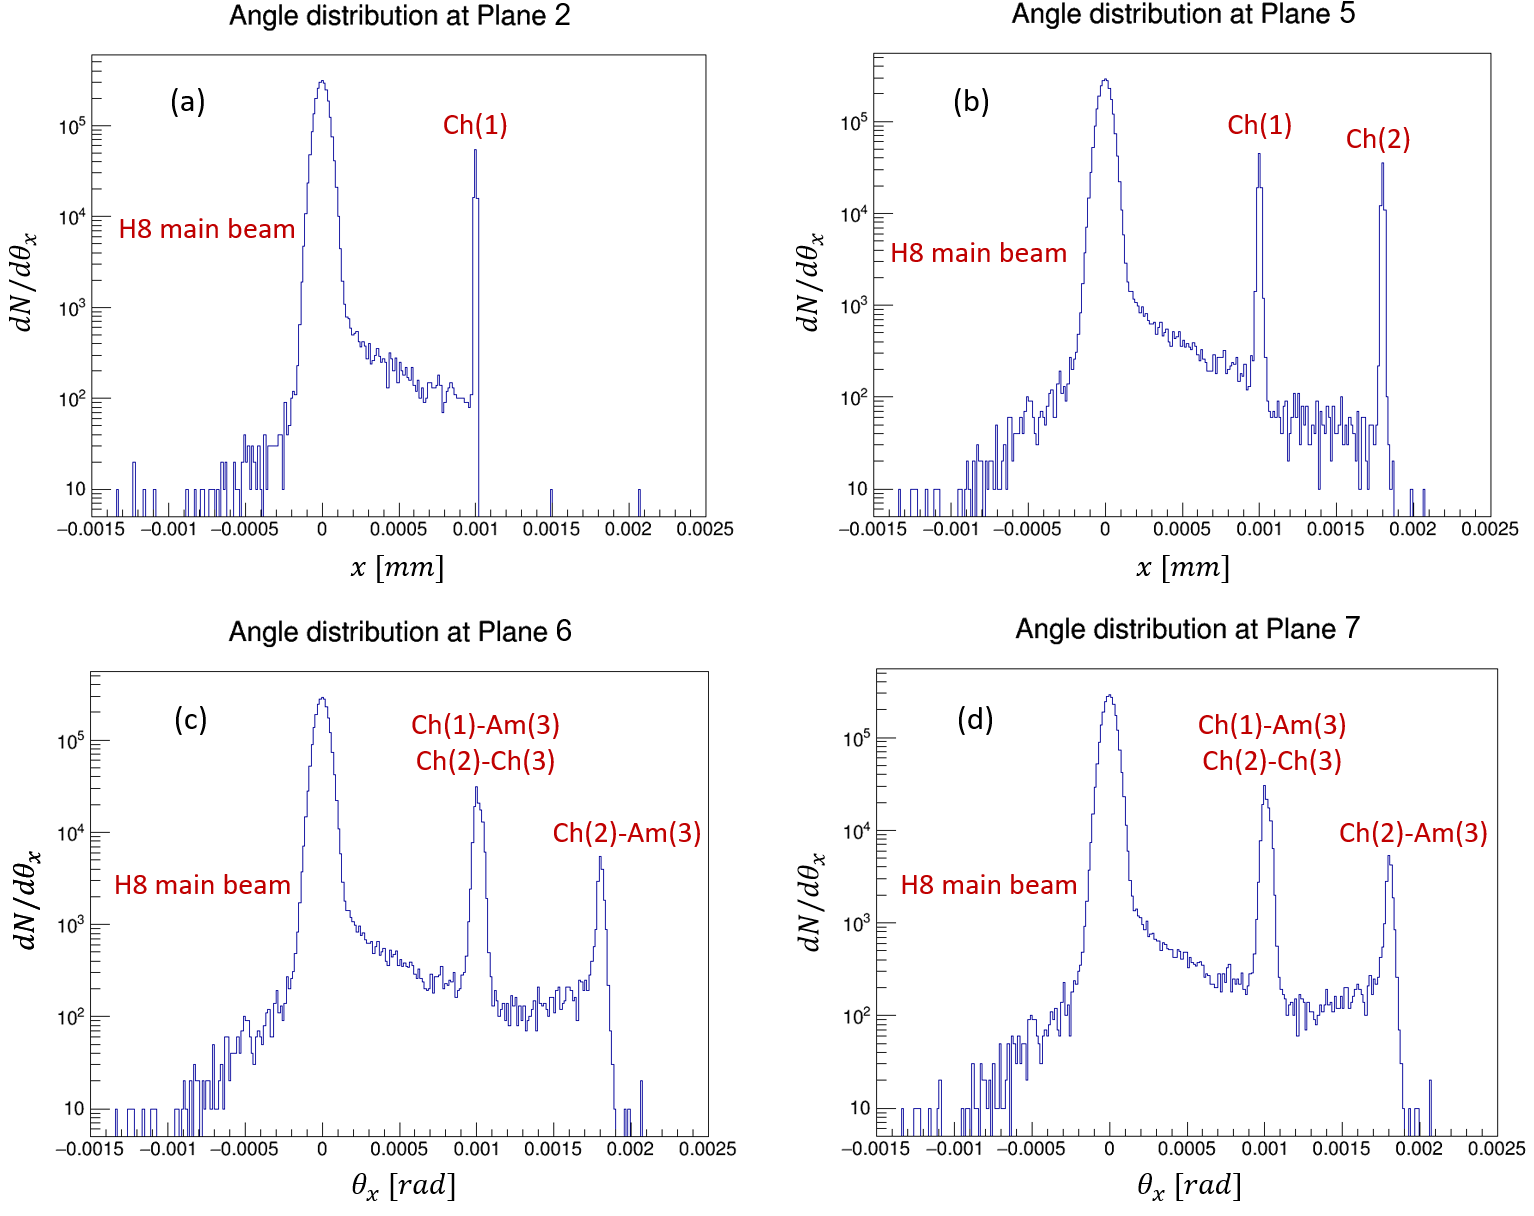 Angle distribution at Plane 2
(a)
Ch(1)
H8 main beam
dN/dθx
10⁵
10⁴
10³
10²
10
−0.0015 −0.001 −0.0005 0 0.0005 0.001 0.0015 0.002 0.0025
x [mm]
Angle distribution at Plane 5
(b)
Ch(1)
Ch(2)
H8 main beam
dN/dθx
10⁵
10⁴
10³
10²
10
−0.0015 −0.001 −0.0005 0 0.0005 0.001 0.0015 0.002 0.0025
x [mm]
Angle distribution at Plane 6
(c)
Ch(1)-Am(3)
Ch(2)-Ch(3)
Ch(2)-Am(3)
H8 main beam
dN/dθx
10⁵
10⁴
10³
10²
10
−0.0015 −0.001 −0.0005 0 0.0005 0.001 0.0015 0.002 0.0025
θx [rad]
Angle distribution at Plane 7
(d)
Ch(1)-Am(3)
Ch(2)-Ch(3)
Ch(2)-Am(3)
H8 main beam
dN/dθx
10⁵
10⁴
10³
10²
10
−0.0015 −0.001 −0.0005 0 0.0005 0.001 0.0015 0.002 0.0025
θx [rad]